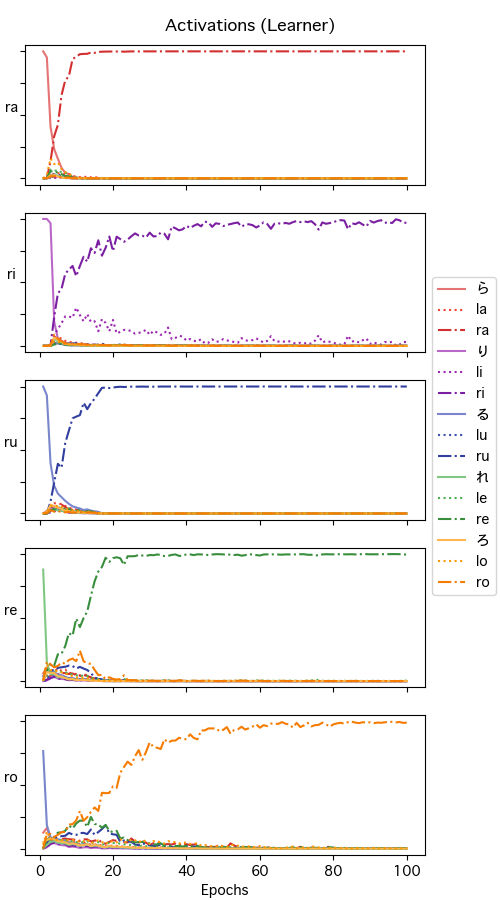 Activations (Learner)
ra
ri
ru
re
ro
0 20 40 60 80 100
Epochs
ら
la
ra
り
li
ri
る
lu
ru
れ
le
re
ろ
lo
ro